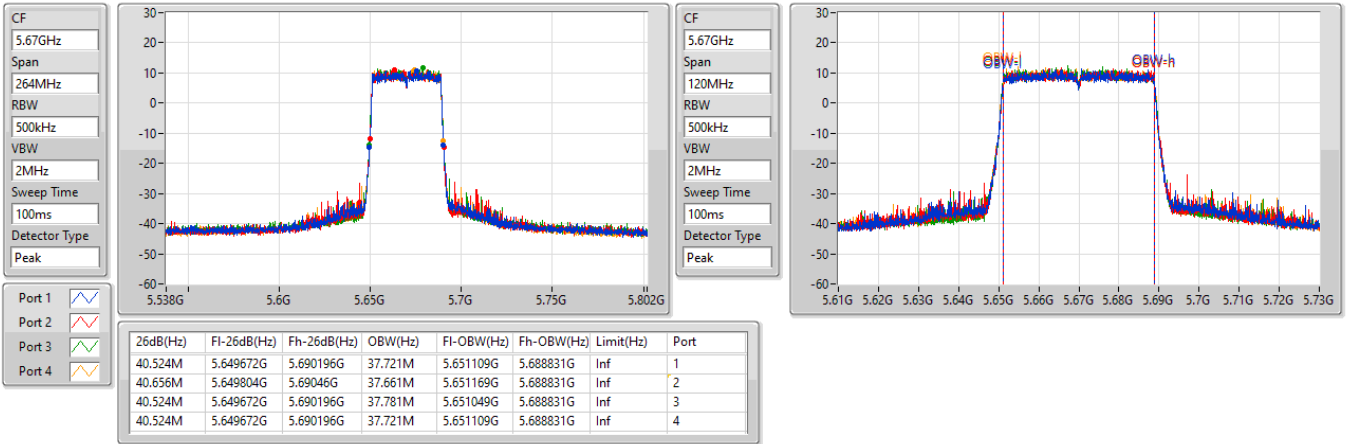 CF
5.67GHz
Span
264MHz
RBW
500kHz
VBW
2MHz
Sweep Time
100ms
Detector Type
Peak
30
20
10
0
-10
-20
-30
-40
-50
-60
5.538G 5.6G 5.65G 5.7G 5.75G 5.802G
CF
5.67GHz
Span
120MHz
RBW
500kHz
VBW
2MHz
Sweep Time
100ms
Detector Type
Peak
30
20
10
0
-10
-20
-30
-40
-50
-60
OBW-l OBW-h
5.61G 5.62G 5.63G 5.64G 5.65G 5.66G 5.67G 5.68G 5.69G 5.7G 5.71G 5.72G 5.73G
Port 1
Port 2
Port 3
Port 4
26dB(Hz) Fl-26dB(Hz) Fh-26dB(Hz) OBW(Hz) Fl-OBW(Hz) Fh-OBW(Hz) Limit(Hz) Port
40.524M 5.649672G 5.690196G 37.721M 5.651109G 5.688831G Inf 1
40.656M 5.649804G 5.69046G 37.661M 5.651169G 5.688831G Inf 2
40.524M 5.649672G 5.690196G 37.781M 5.651049G 5.688831G Inf 3
40.524M 5.649672G 5.690196G 37.721M 5.651109G 5.688831G Inf 4